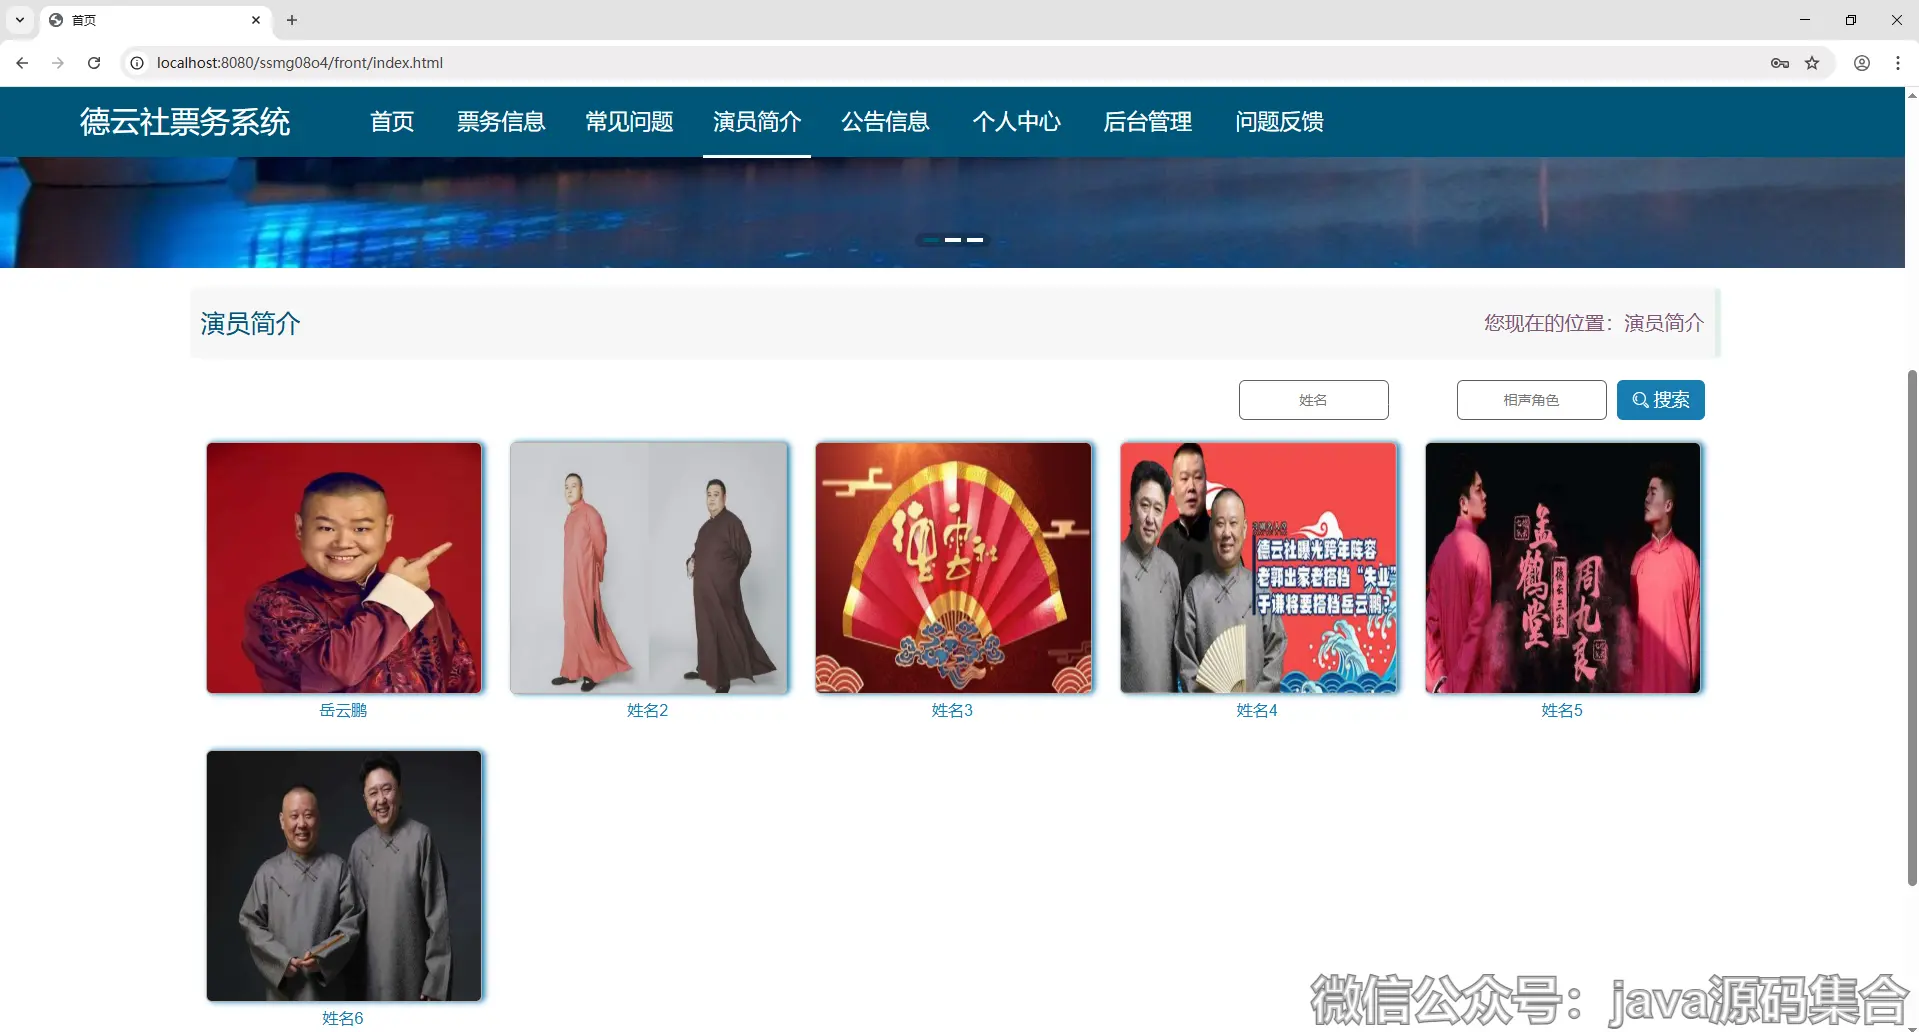 首页
localhost:8080/ssmg08o4/front/index.html
德云社票务系统
首页
票务信息
常见问题
演员简介
公告信息
个人中心
后台管理
问题反馈
演员简介
您现在的位置：演员简介
姓名
相声角色
搜索
德雲社
德云社曝光跨年阵容
老郭出家老搭档“失业”
于谦将要搭档岳云鹏？
孟鹤堂
德云三宝
周九良
岳云鹏
姓名2
姓名3
姓名4
姓名5
姓名6
微信公众号：java源码集合